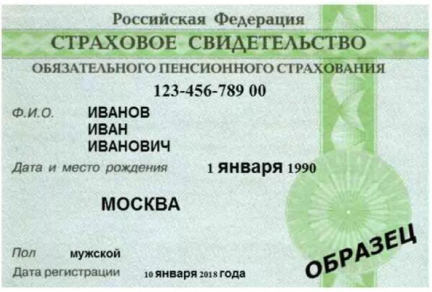 Российская Федерация
СТРАХОВОЕ СВИДЕТЕЛЬСТВО
ОБЯЗАТЕЛЬНОГО ПЕНСИОННОГО СТРАХОВАНИЯ
123-456-789 00
Ф.И.О. ИВАНОВ
ИВАН
ИВАНОВИЧ
Дата и место рождения 1 января 1990
МОСКВА
Пол мужской
Дата регистрации 10 января 2018 года
ОБРАЗЕЦ